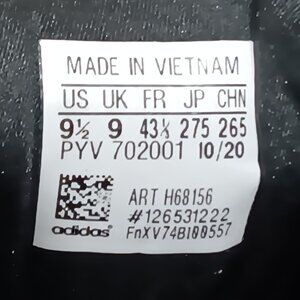 MADE IN VIETNAM
US UK FR JP CHN
9½ 9 43⅓ 275 265
PYV 702001 10/20
ART H68156
#126531222
adidas FnXV74BI00557